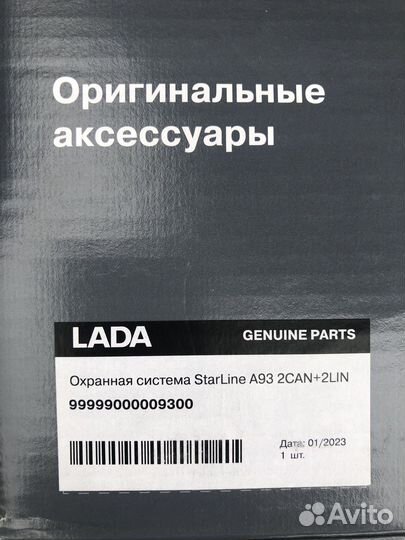 Оригинальные
аксессуары
LADA GENUINE PARTS
Охранная система StarLine A93 2CAN+2LIN
99999000009300
Дата: 01/2023
1 шт.
Avito